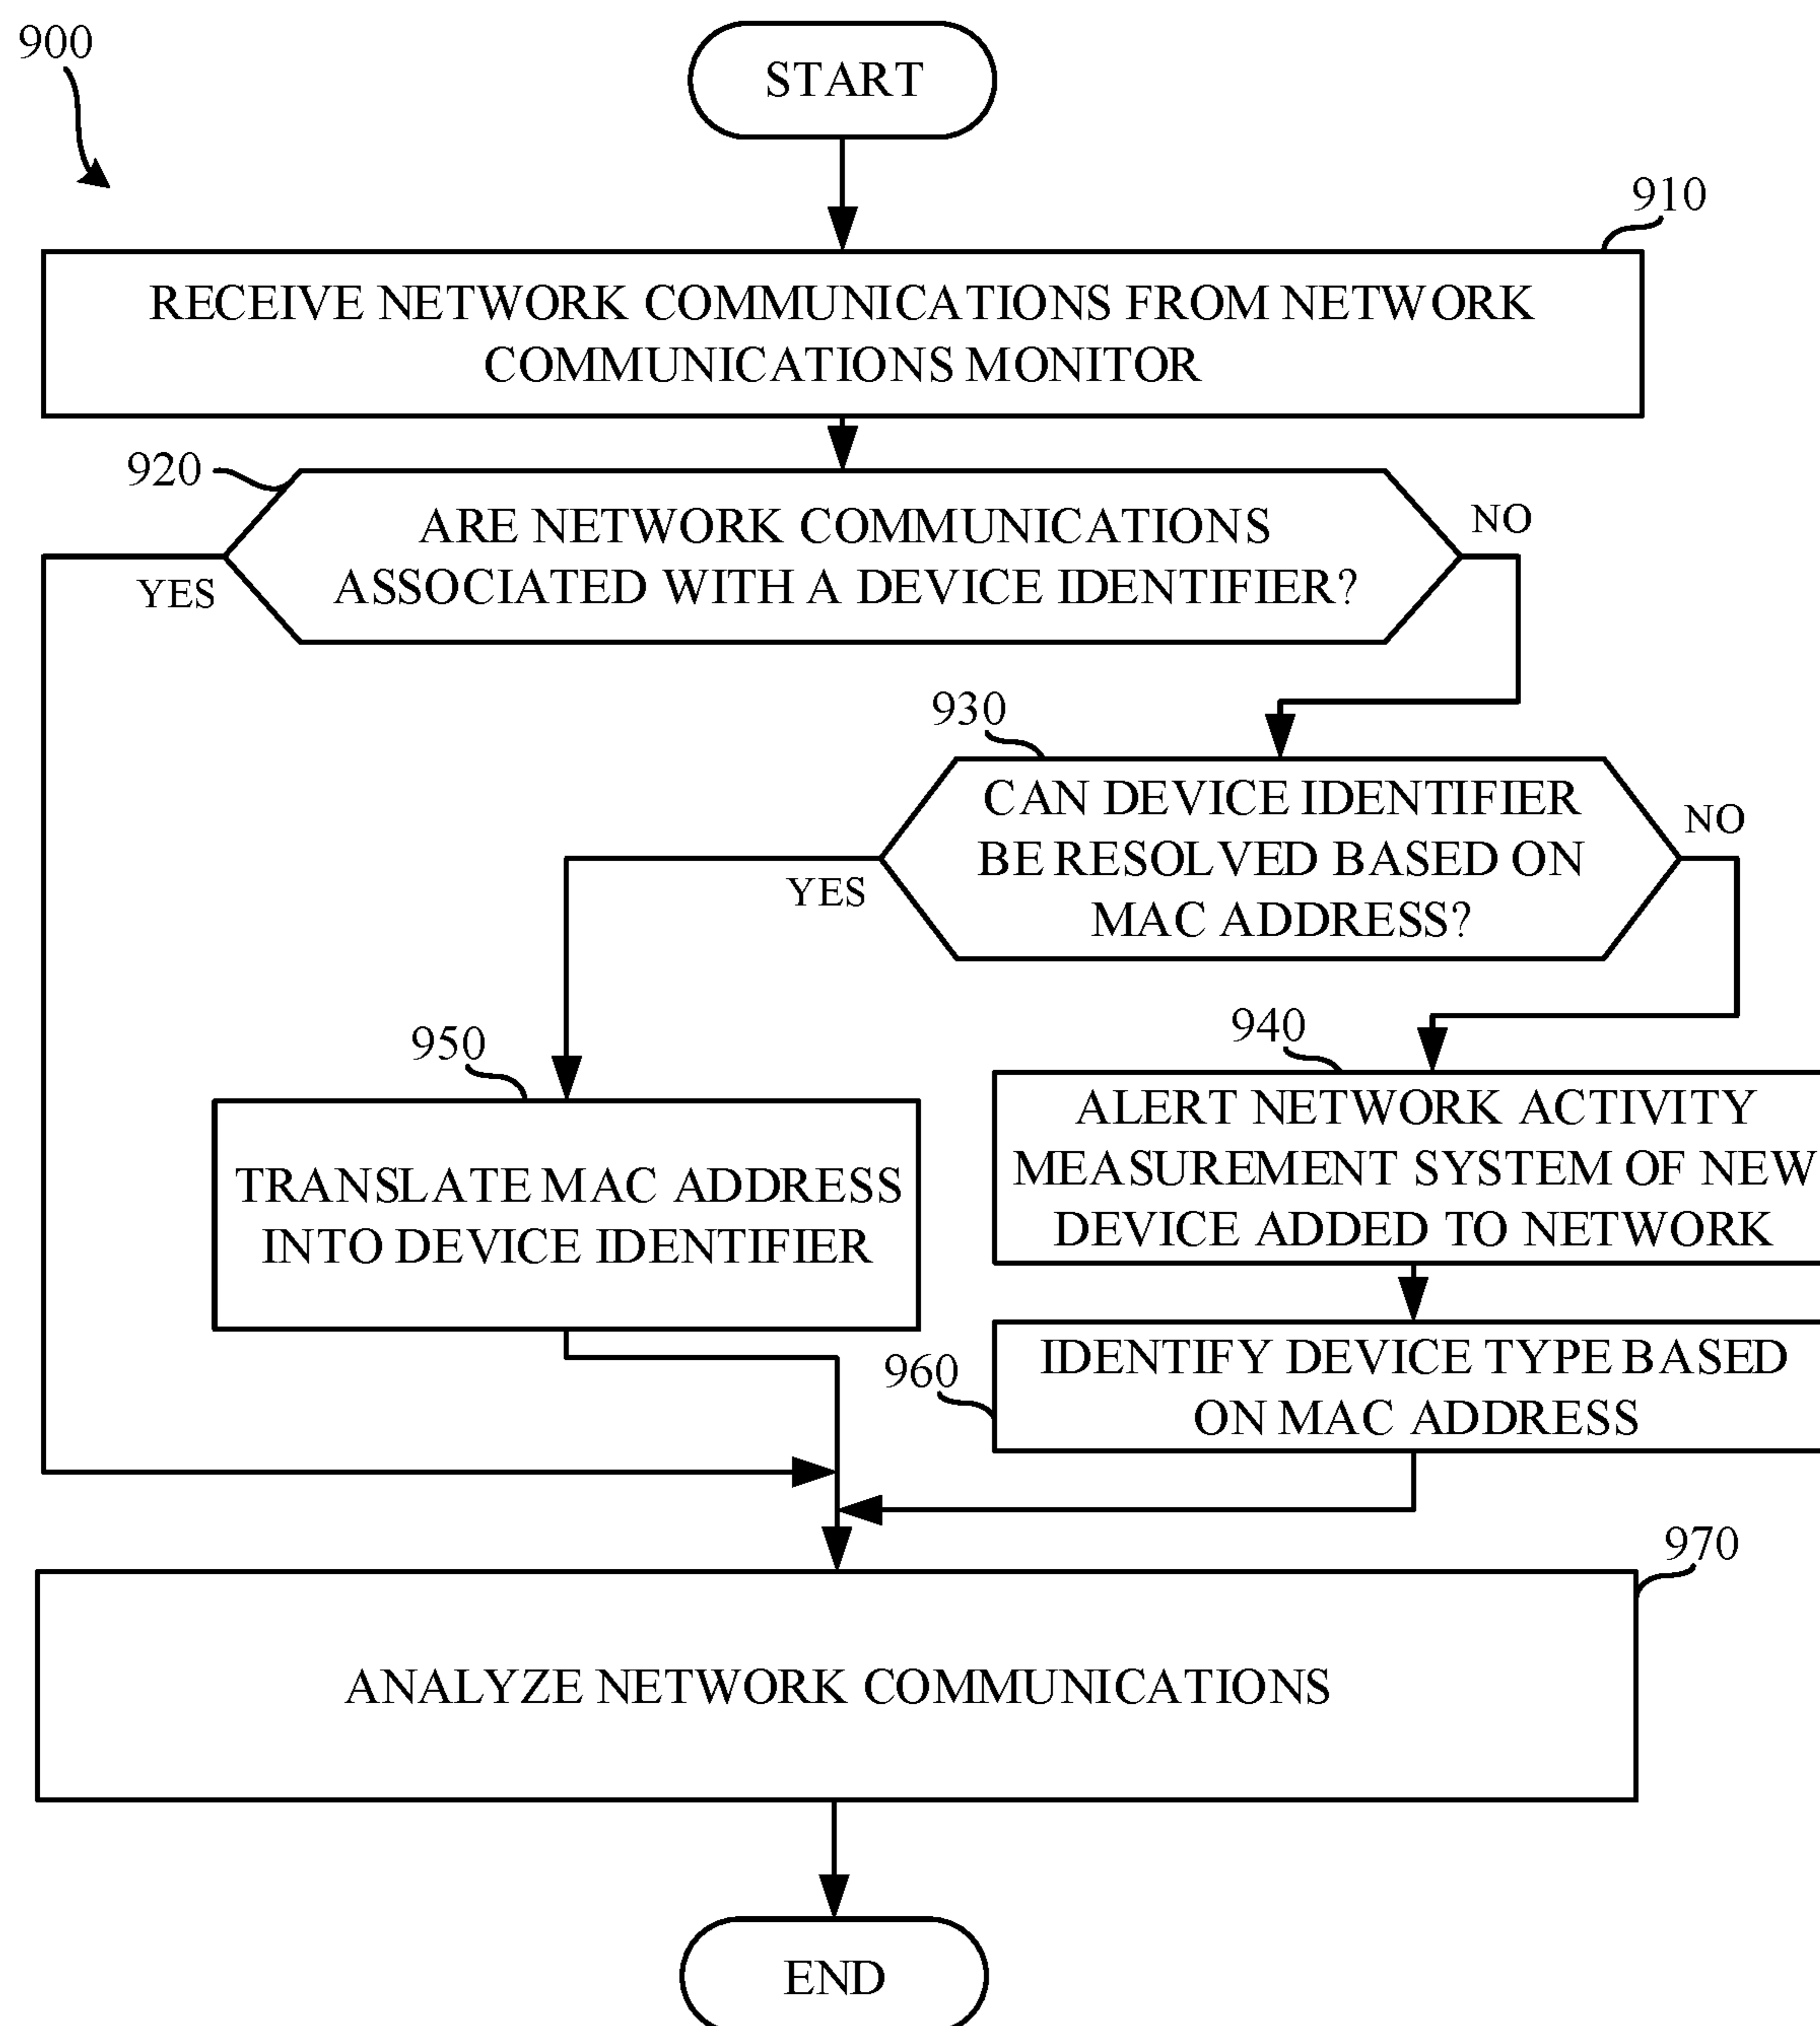 900
START
910
RECEIVE NETWORK COMMUNICATIONS FROM NETWORK
COMMUNICATIONS MONITOR
920
ARE NETWORK COMMUNICATIONS
ASSOCIATED WITH A DEVICE IDENTIFIER?
NO
YES
930
CAN DEVICE IDENTIFIER
BE RESOLVED BASED ON
MAC ADDRESS?
NO
YES
940
ALERT NETWORK ACTIVITY
MEASUREMENT SYSTEM OF NEW
DEVICE ADDED TO NETWORK
950
TRANSLATE MAC ADDRESS
INTO DEVICE IDENTIFIER
960
IDENTIFY DEVICE TYPE BASED
ON MAC ADDRESS
970
ANALYZE NETWORK COMMUNICATIONS
END